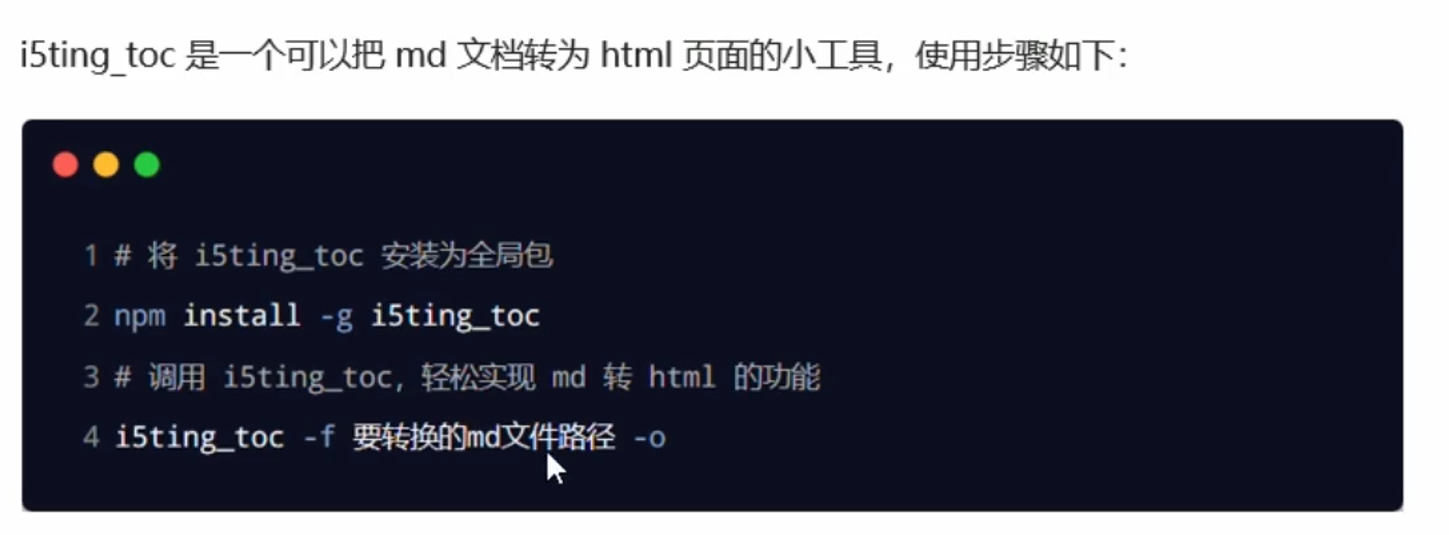 i5ting_toc 是一个可以把 md 文档转为 html 页面的小工具，使用步骤如下：
1 # 将 i5ting_toc 安装为全局包
2 npm install -g i5ting_toc
3 # 调用 i5ting_toc，轻松实现 md 转 html 的功能
4 i5ting_toc -f 要转换的md文件路径 -o